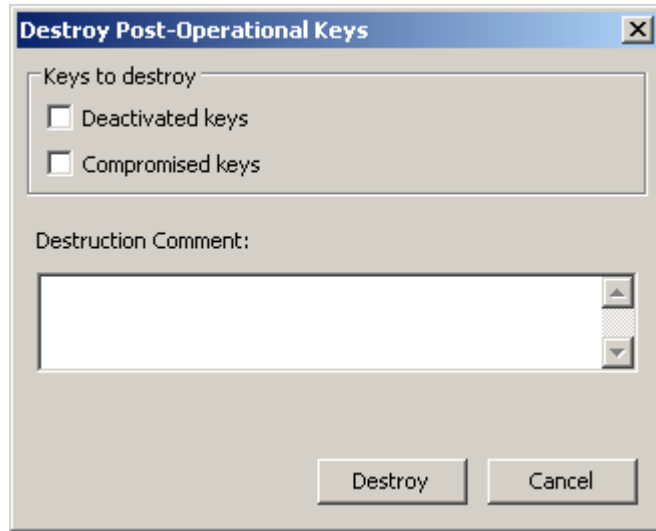 Destroy Post-Operational Keys
Keys to destroy
Deactivated keys
Compromised keys
Destruction Comment:
Destroy Cancel